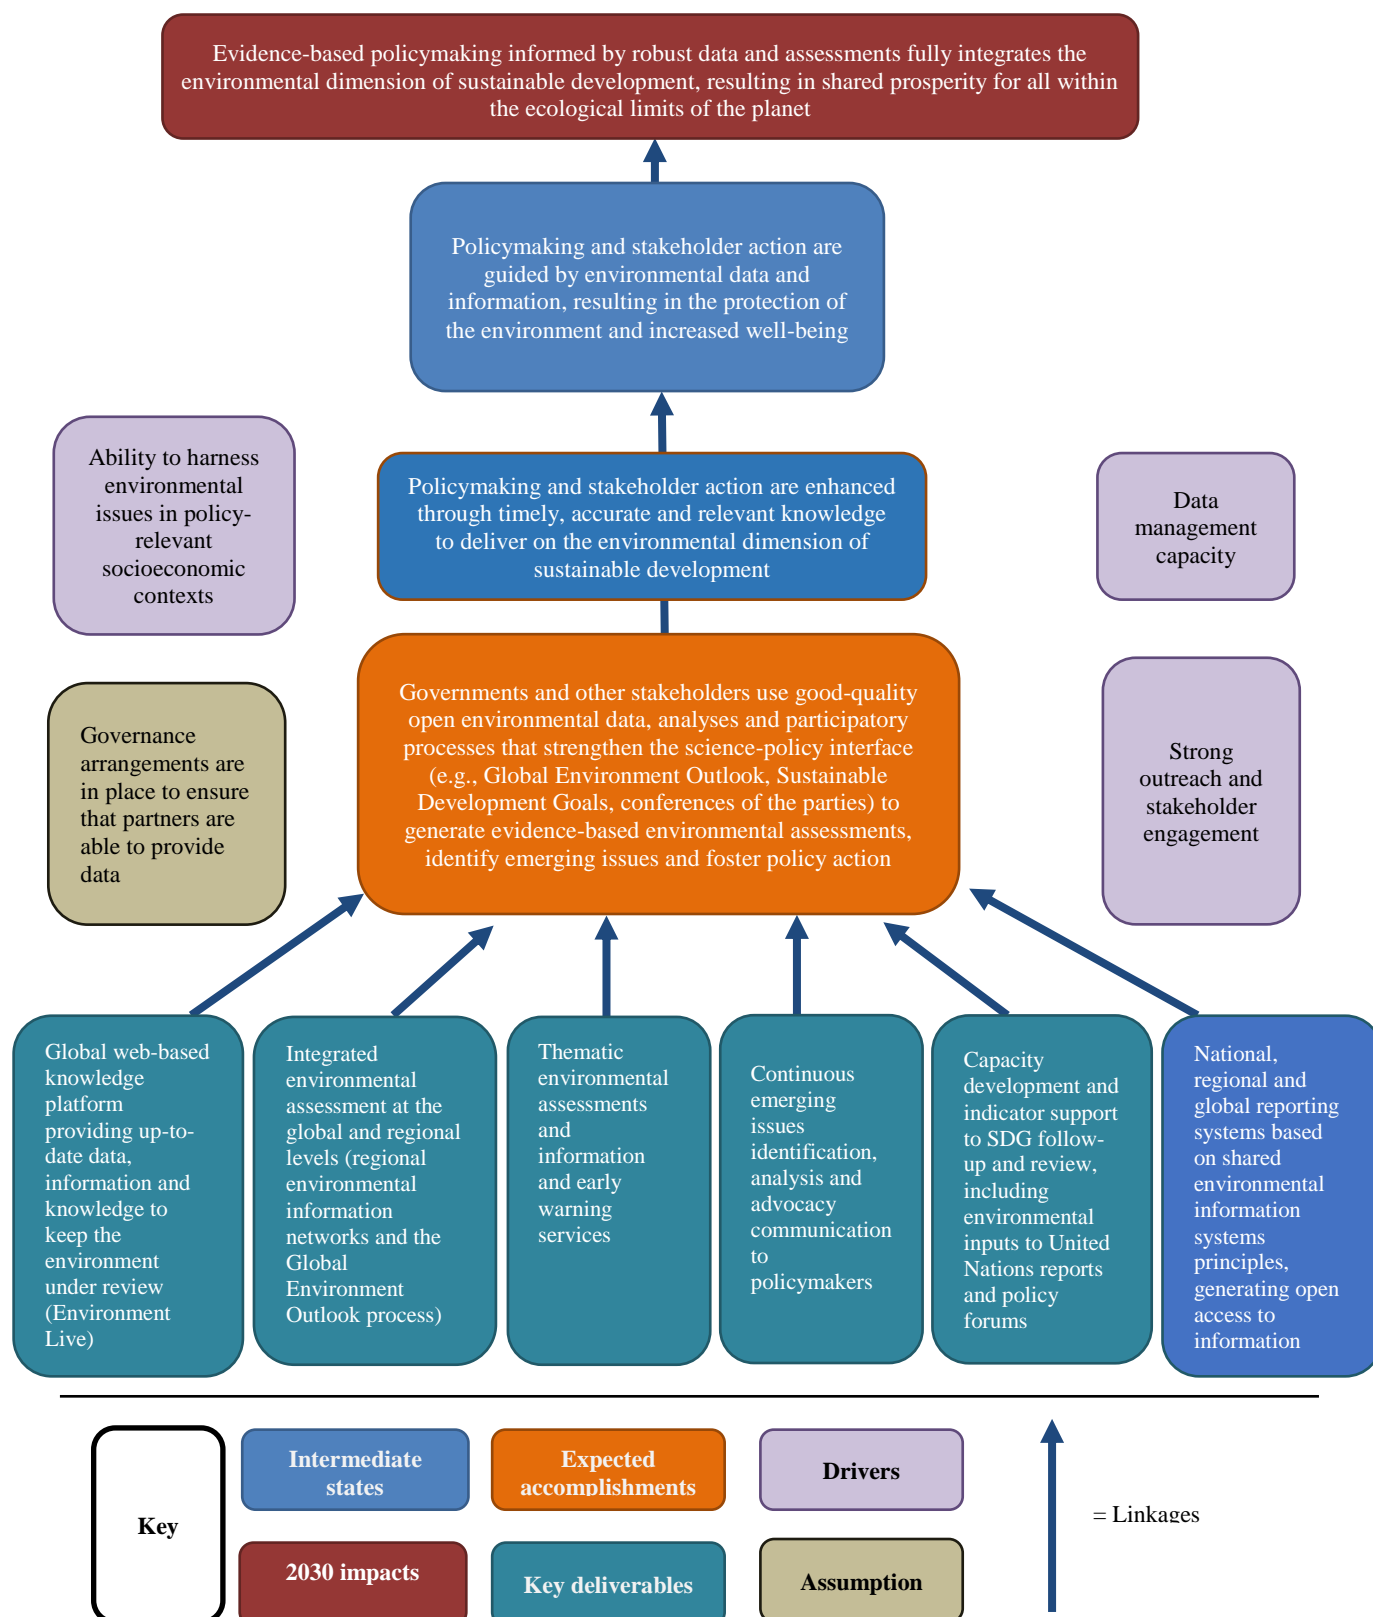 Evidence-based policymaking informed by robust data and assessments fully integrates the
environmental dimension of sustainable development, resulting in shared prosperity for all within
the ecological limits of the planet
Policymaking and stakeholder action are
guided by environmental data and
information, resulting in the protection of
the environment and increased well-being
Ability to harness
environmental
issues in policy-
relevant
socioeconomic
contexts
Policymaking and stakeholder action are enhanced
through timely, accurate and relevant knowledge
to deliver on the environmental dimension of
sustainable development
Data
management
capacity
Governance
arrangements are
in place to ensure
that partners are
able to provide
data
Governments and other stakeholders use good-quality
open environmental data, analyses and participatory
processes that strengthen the science-policy interface
(e.g., Global Environment Outlook, Sustainable
Development Goals, conferences of the parties) to
generate evidence-based environmental assessments,
identify emerging issues and foster policy action
Strong
outreach and
stakeholder
engagement
Global web-based
knowledge
platform
providing up-to-
date data,
information and
knowledge to
keep the
environment
under review
(Environment
Live)
Integrated
environmental
assessment at the
global and regional
levels (regional
environmental
information
networks and the
Global
Environment
Outlook process)
Thematic
environmental
assessments
and
information
and early
warning
services
Continuous
emerging
issues
identification,
analysis and
advocacy
communication
to
policymakers
Capacity
development and
indicator support
to SDG follow-
up and review,
including
environmental
inputs to United
Nations reports
and policy
forums
National,
regional and
global reporting
systems based
on shared
environmental
information
systems
principles,
generating open
access to
information
Key
Intermediate
states
Expected
accomplishments
Drivers
2030 impacts
Key deliverables
Assumption
= Linkages